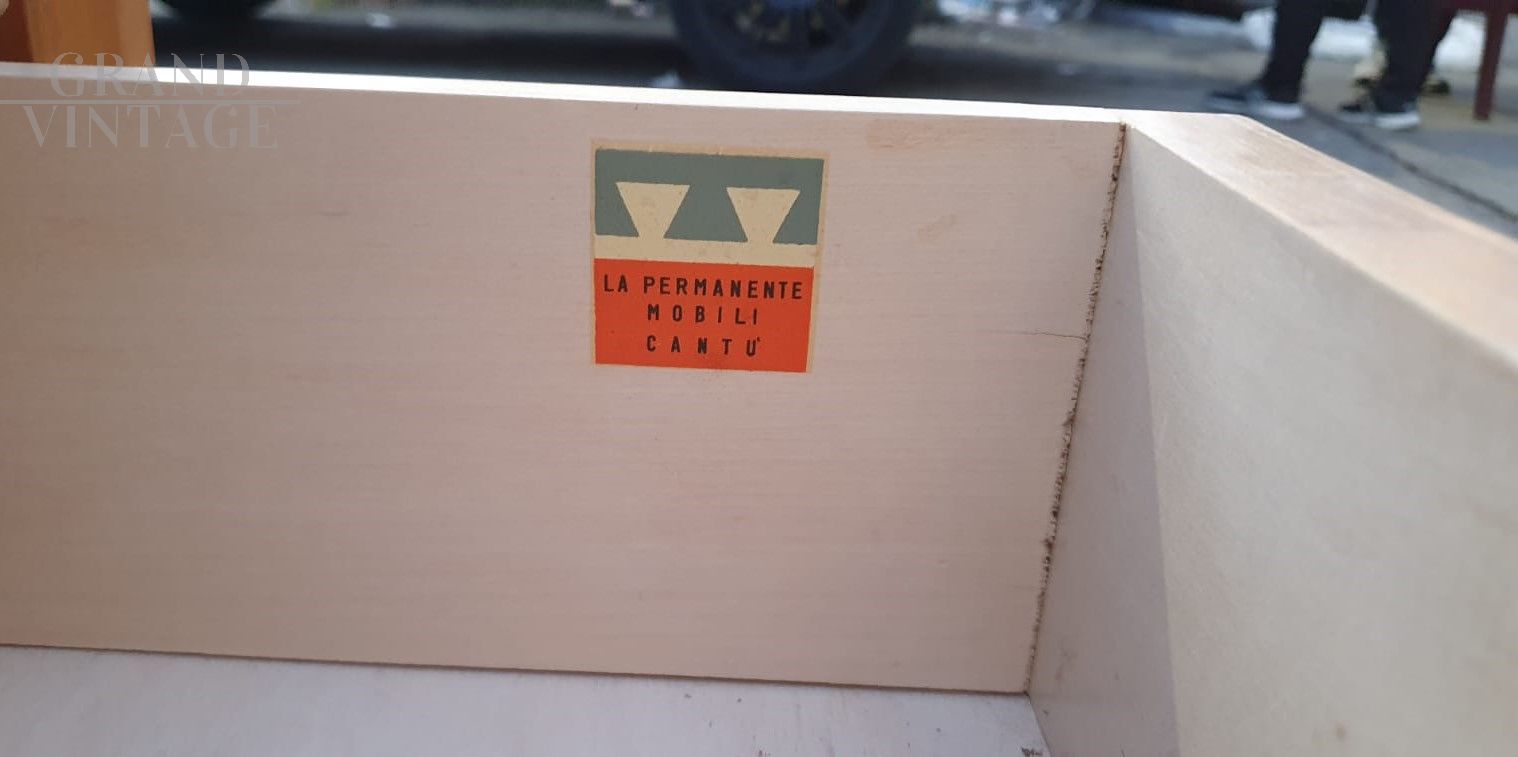 GRAND
VINTAGE
LA PERMANENTE
MOBILI
CANTU'